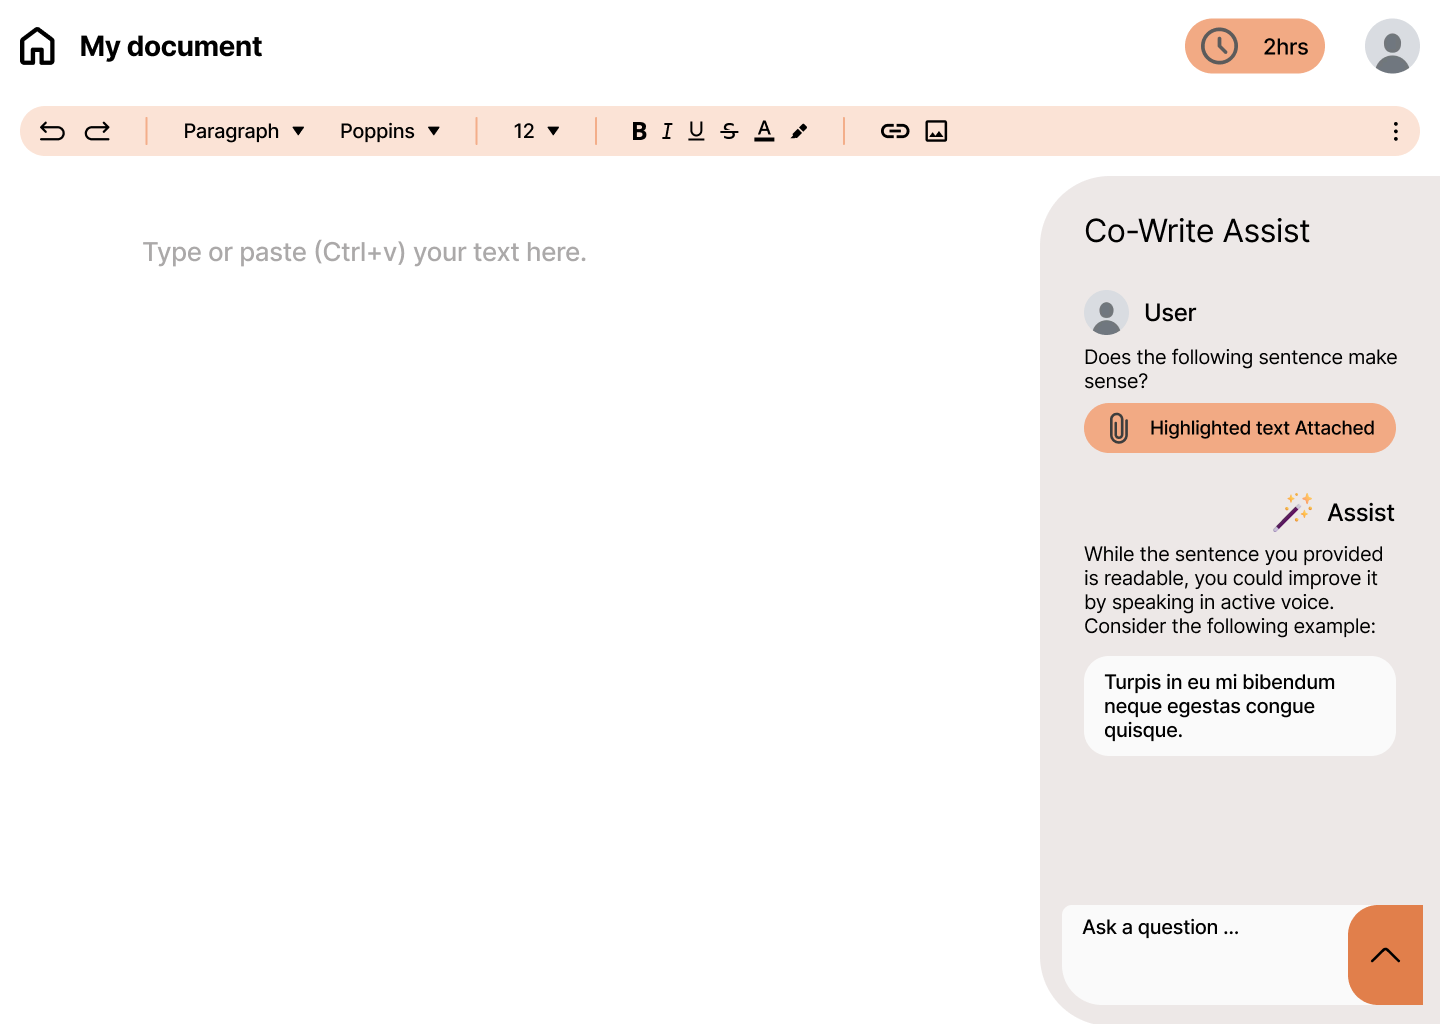 My document
2hrs
Paragraph Poppins 12 B I U S A
Type or paste (Ctrl+v) your text here.
Co-Write Assist
User
Does the following sentence make
sense?
Highlighted text Attached
Assist
While the sentence you provided
is readable, you could improve it
by speaking in active voice.
Consider the following example:
Turpis in eu mi bibendum
neque egestas congue
quisque.
Ask a question ...